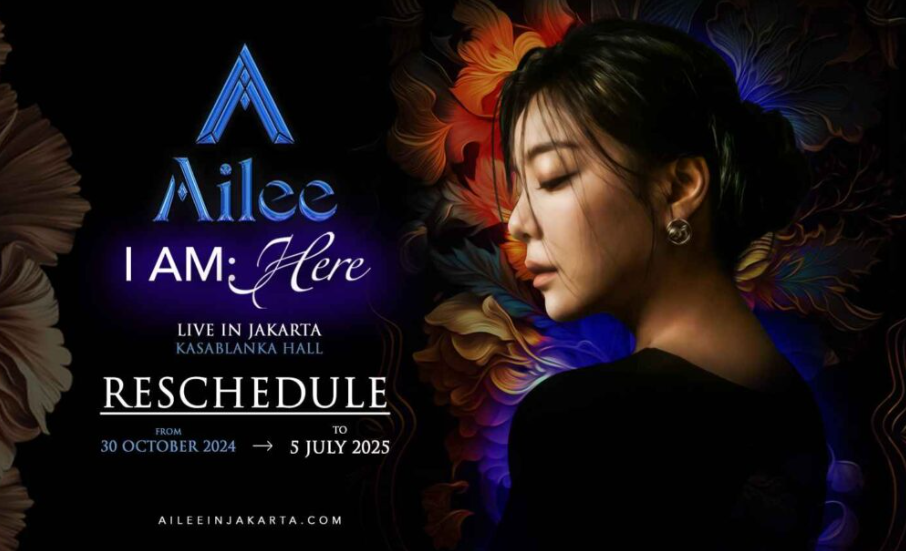 Ailee
I AM: Here
LIVE IN JAKARTA
KASABLANKA HALL
RESCHEDULE
FROM
30 OCTOBER 2024
→
TO
5 JULY 2025
AILEEINJAKARTA.COM